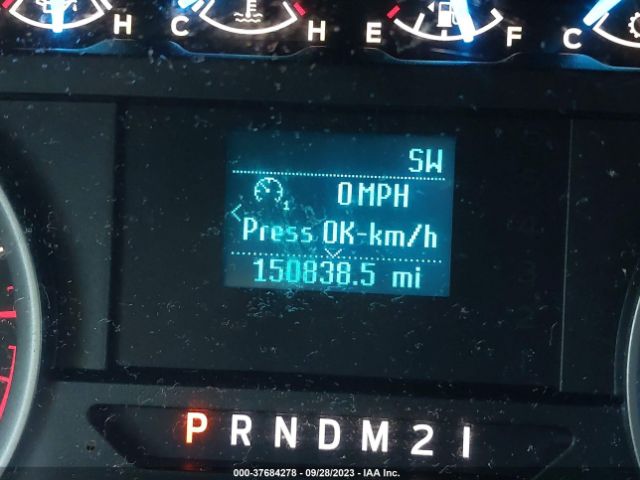 H C H E F C
SW
0 MPH
Press OK-km/h
150838.5 mi
P R N D M 2 1
000-37684278 - 09/28/2023 - IAA Inc.